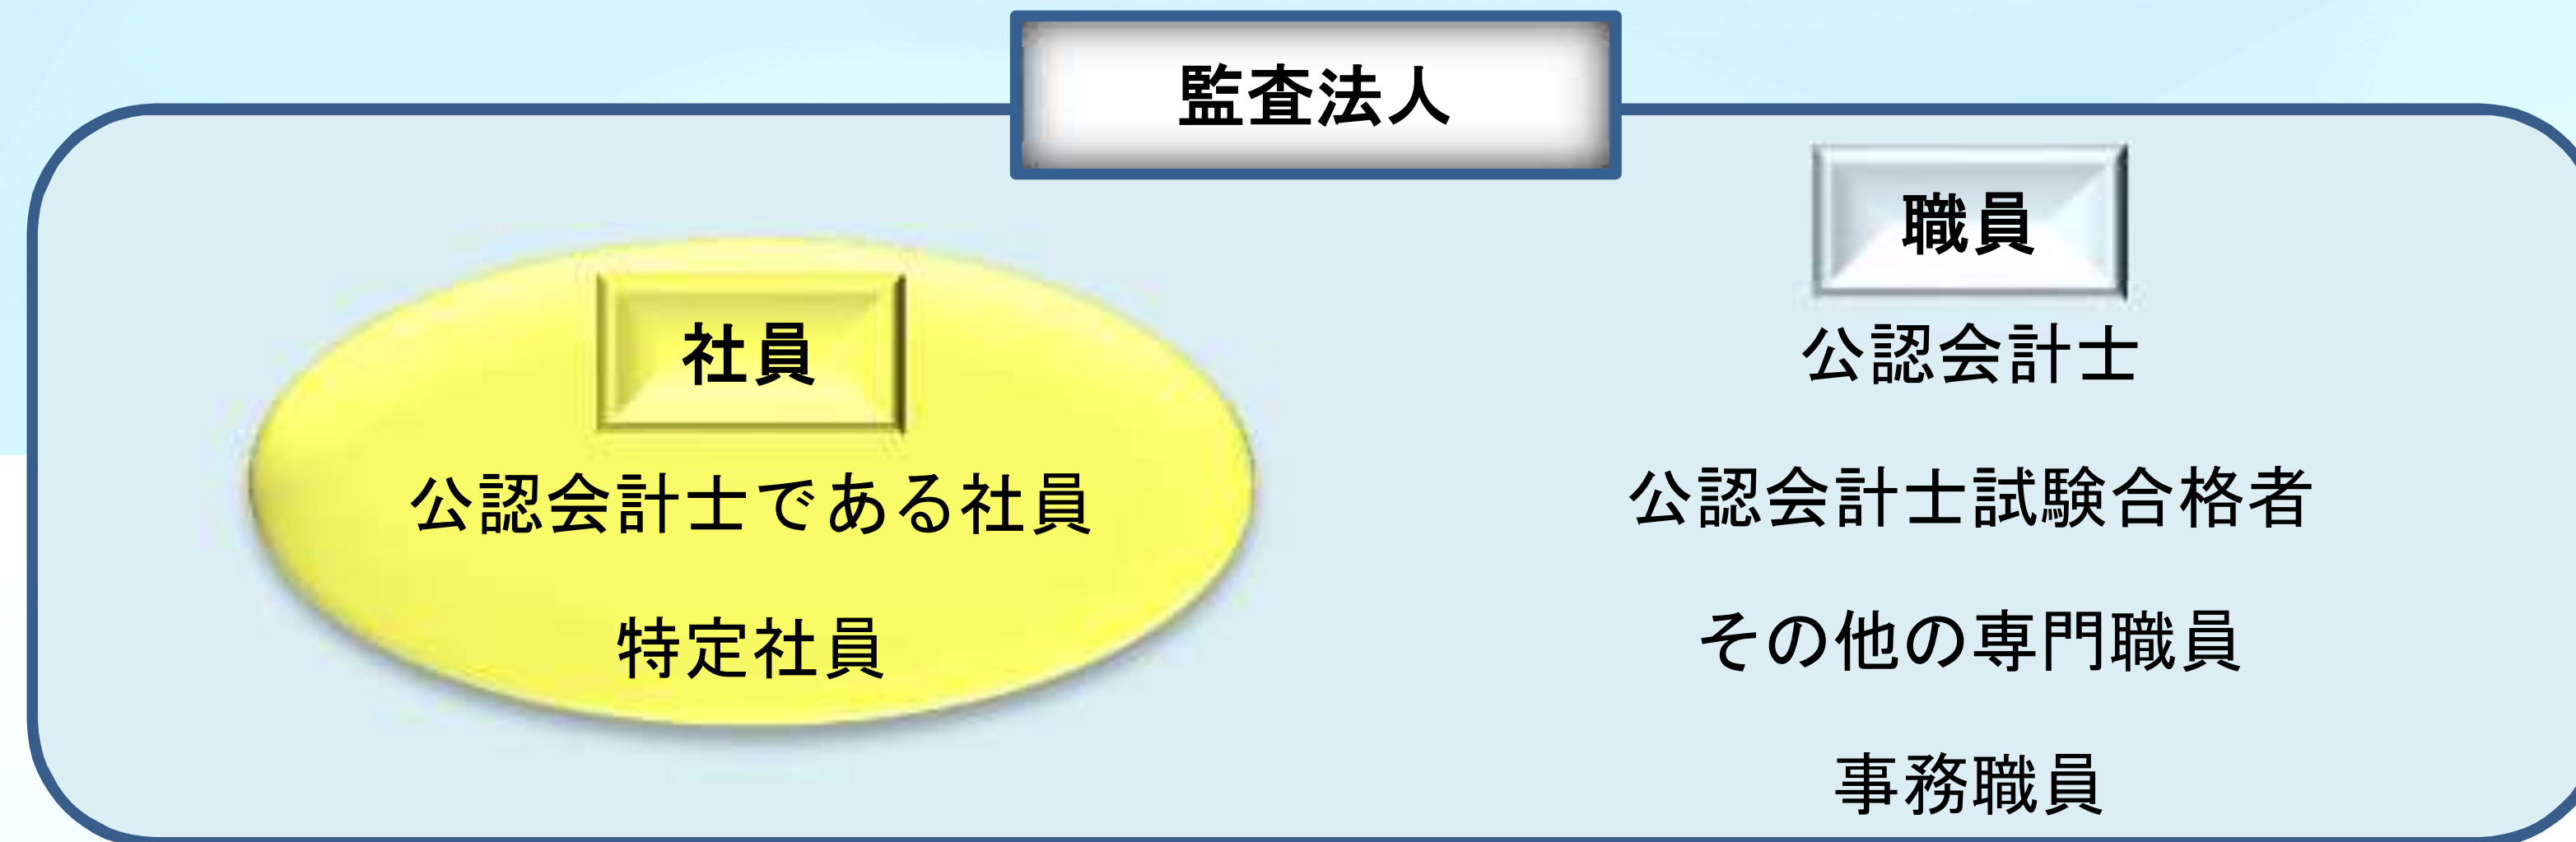 監査法人
社員
公認会計士である社員
特定社員
職員
公認会計士
公認会計士試験合格者
その他の専門職員
事務職員